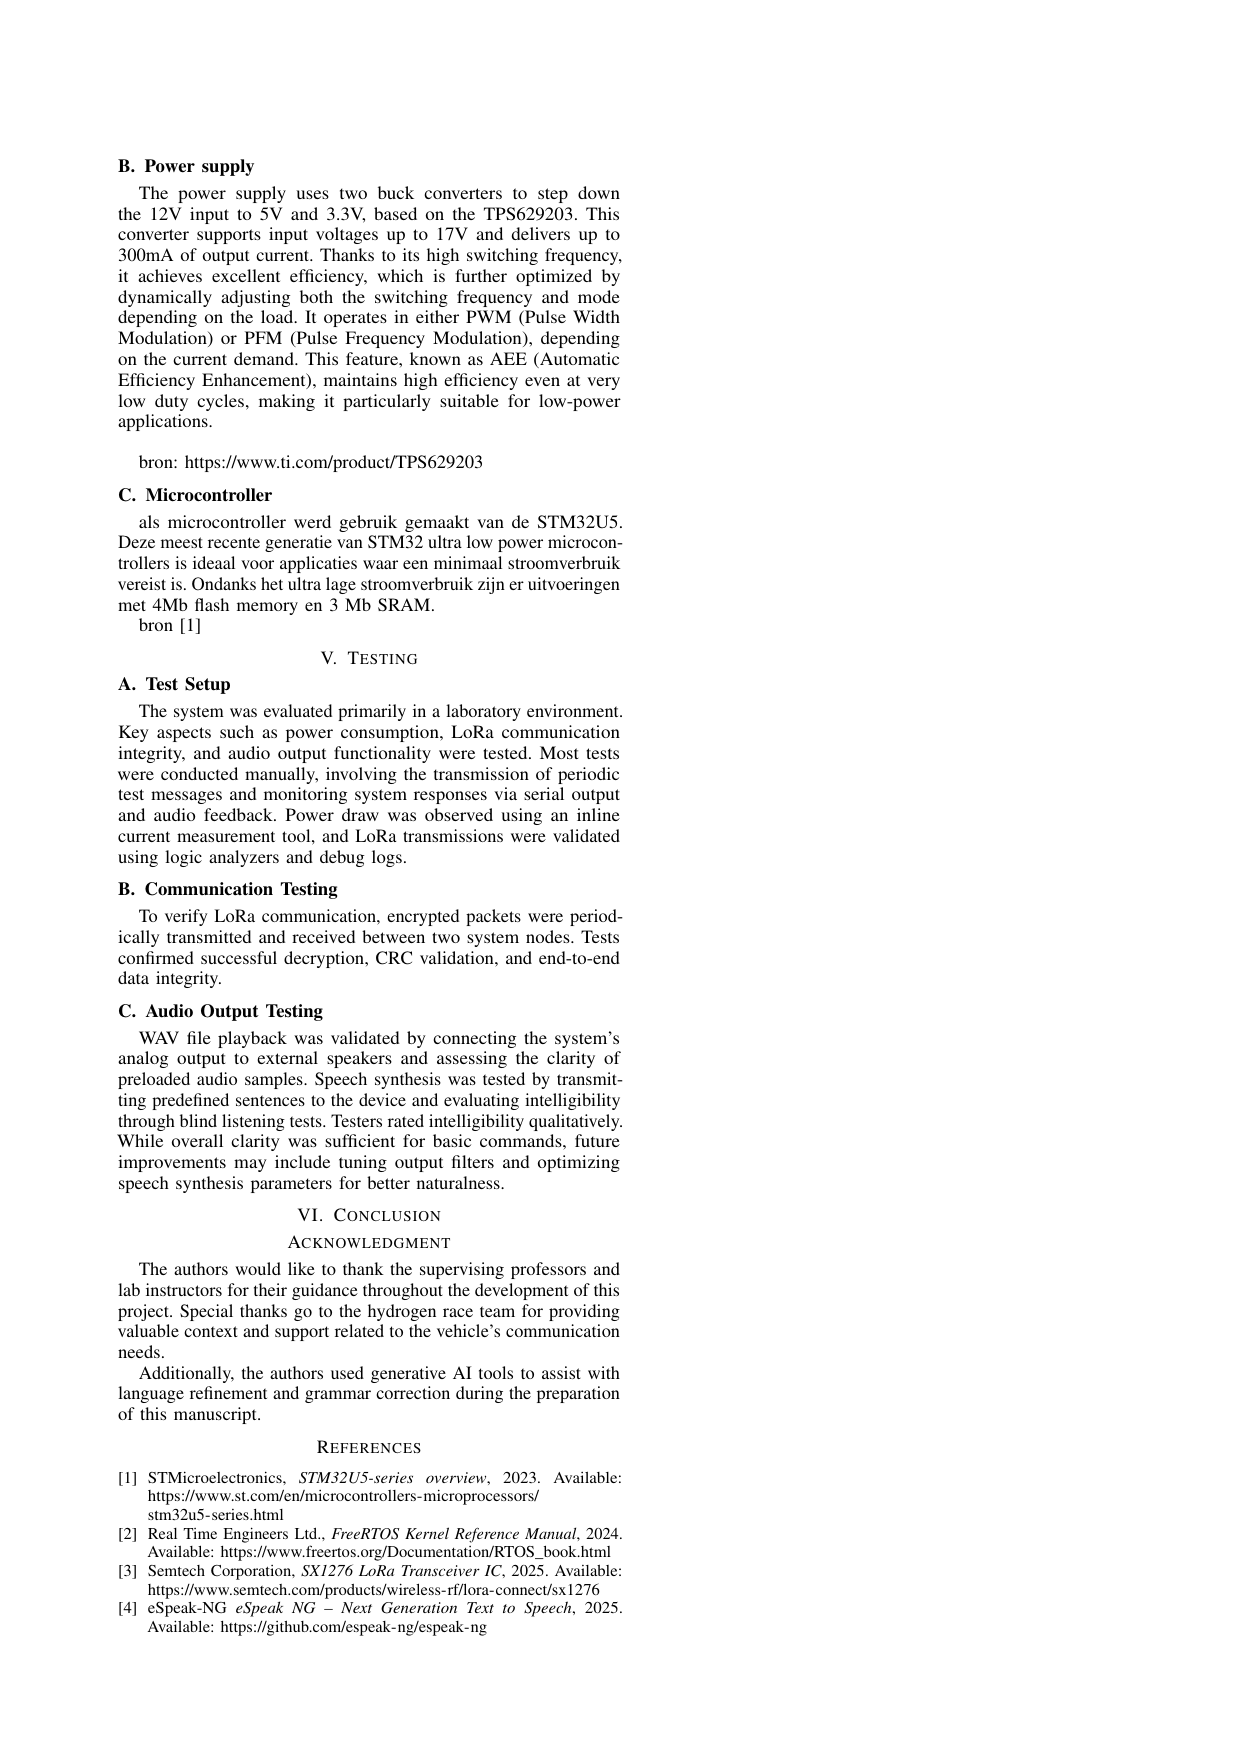 B. Power supply
The power supply uses two buck converters to step down
the 12V input to 5V and 3.3V, based on the TPS629203. This
converter supports input voltages up to 17V and delivers up to
300mA of output current. Thanks to its high switching frequency,
it achieves excellent efficiency, which is further optimized by
dynamically adjusting both the switching frequency and mode
depending on the load. It operates in either PWM (Pulse Width
Modulation) or PFM (Pulse Frequency Modulation), depending
on the current demand. This feature, known as AEE (Automatic
Efficiency Enhancement), maintains high efficiency even at very
low duty cycles, making it particularly suitable for low-power
applications.
bron: https://www.ti.com/product/TPS629203
C. Microcontroller
als microcontroller werd gebruik gemaakt van de STM32U5.
Deze meest recente generatie van STM32 ultra low power microcon-
trollers is ideaal voor applicaties waar een minimaal stroomverbruik
vereist is. Ondanks het ultra lage stroomverbruik zijn er uitvoeringen
met 4Mb flash memory en 3 Mb SRAM.
bron [1]
V. TESTING
A. Test Setup
The system was evaluated primarily in a laboratory environment.
Key aspects such as power consumption, LoRa communication
integrity, and audio output functionality were tested. Most tests
were conducted manually, involving the transmission of periodic
test messages and monitoring system responses via serial output
and audio feedback. Power draw was observed using an inline
current measurement tool, and LoRa transmissions were validated
using logic analyzers and debug logs.
B. Communication Testing
To verify LoRa communication, encrypted packets were period-
ically transmitted and received between two system nodes. Tests
confirmed successful decryption, CRC validation, and end-to-end
data integrity.
C. Audio Output Testing
WAV file playback was validated by connecting the system's
analog output to external speakers and assessing the clarity of
preloaded audio samples. Speech synthesis was tested by transmit-
ting predefined sentences to the device and evaluating intelligibility
through blind listening tests. Testers rated intelligibility qualitatively.
While overall clarity was sufficient for basic commands, future
improvements may include tuning output filters and optimizing
speech synthesis parameters for better naturalness.
VI. CONCLUSION
ACKNOWLEDGMENT
The authors would like to thank the supervising professors and
lab instructors for their guidance throughout the development of this
project. Special thanks go to the hydrogen race team for providing
valuable context and support related to the vehicle's communication
needs.
Additionally, the authors used generative AI tools to assist with
language refinement and grammar correction during the preparation
of this manuscript.
REFERENCES
[1] STMicroelectronics, STM32U5-series overview, 2023. Available:
https://www.st.com/en/microcontrollers-microprocessors/
stm32u5-series.html
[2] Real Time Engineers Ltd., FreeRTOS Kernel Reference Manual, 2024.
Available: https://www.freertos.org/Documentation/RTOS_book.html
[3] Semtech Corporation, SX1276 LoRa Transceiver IC, 2025. Available:
https://www.semtech.com/products/wireless-rf/lora-connect/sx1276
[4] eSpeak-NG eSpeak NG – Next Generation Text to Speech, 2025.
Available: https://github.com/espeak-ng/espeak-ng